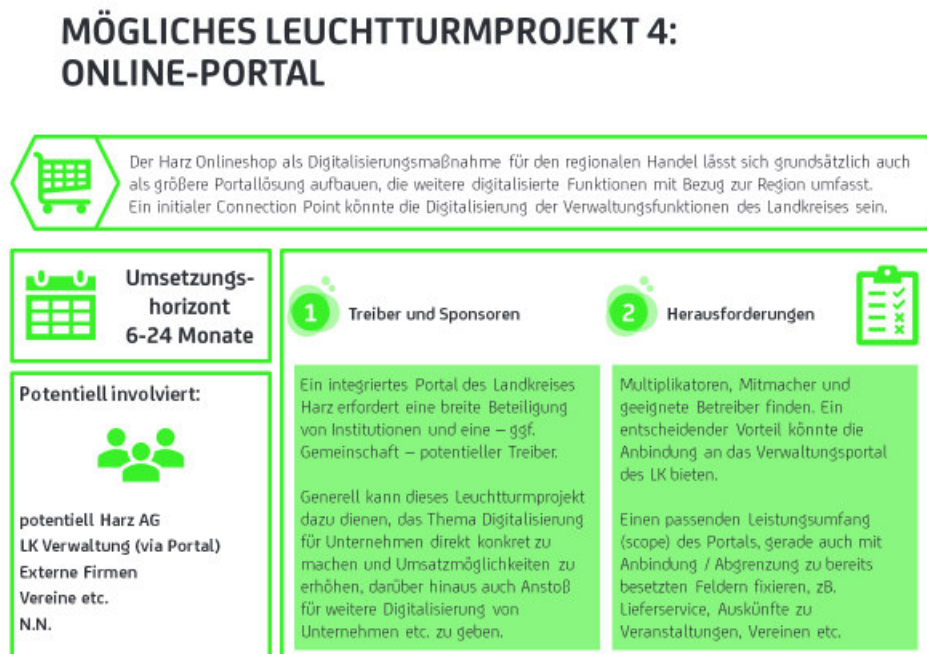 MÖGLICHES LEUCHTTURMPROJEKT 4:
ONLINE-PORTAL
Der Harz Onlineshop als Digitalisierungsmaßnahme für den regionalen Handel lässt sich grundsätzlich auch
als größere Portallösung aufbauen, die weitere digitalisierte Funktionen mit Bezug zur Region umfasst.
Ein initialer Connection Point könnte die Digitalisierung der Verwaltungsfunktionen des Landkreises sein.
Umsetzungs-
horizont
6-24 Monate
Potentiell involviert:
potentiell Harz AG
LK Verwaltung (via Portal)
Externe Firmen
Vereine etc.
N.N.
1 Treiber und Sponsoren
Ein integriertes Portal des Landkreises
Harz erfordert eine breite Beteiligung
von Institutionen und eine – ggf.
Gemeinschaft – potentieller Treiber.
Generell kann dieses Leuchtturmprojekt
dazu dienen, das Thema Digitalisierung
für Unternehmen direkt konkret zu
machen und Umsatzmöglichkeiten zu
erhöhen, darüber hinaus auch Anstoß
für weitere Digitalisierung von
Unternehmen etc. zu geben.
2 Herausforderungen
Multiplikatoren, Mitmacher und
geeignete Betreiber finden. Ein
entscheidender Vorteil könnte die
Anbindung an das Verwaltungsportal
des LK bieten.
Einen passenden Leistungsumfang
(scope) des Portals, gerade auch mit
Anbindung / Abgrenzung zu bereits
besetzten Feldern fixieren, zB.
Lieferservice, Auskünfte zu
Veranstaltungen, Vereinen etc.